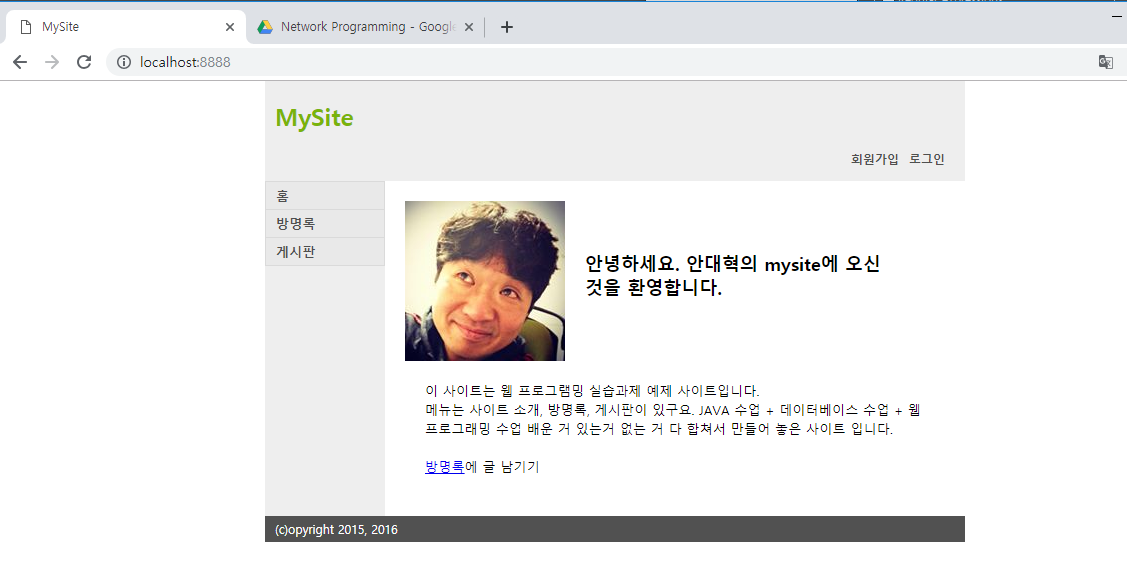 MySite
Network Programming - Google
localhost:8888
MySite
회원가입 로그인
홈
방명록
게시판
안녕하세요. 안대혁의 mysite에 오신
것을 환영합니다.
이 사이트는 웹 프로그램밍 실습과제 예제 사이트입니다.
메뉴는 사이트 소개, 방명록, 게시판이 있구요. JAVA 수업 + 데이터베이스 수업 + 웹
프로그래밍 수업 배운 거 있는거 없는 거 다 합쳐서 만들어 놓은 사이트 입니다.
방명록에 글 남기기
(c)opyright 2015, 2016